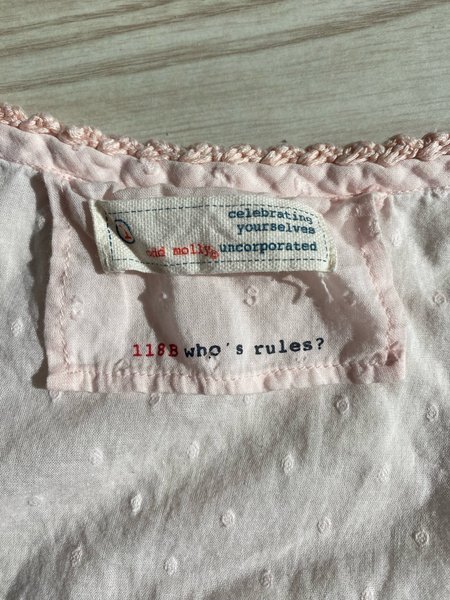 celebrating
yourselves
odd molly® uncorporated
118B who's rules?